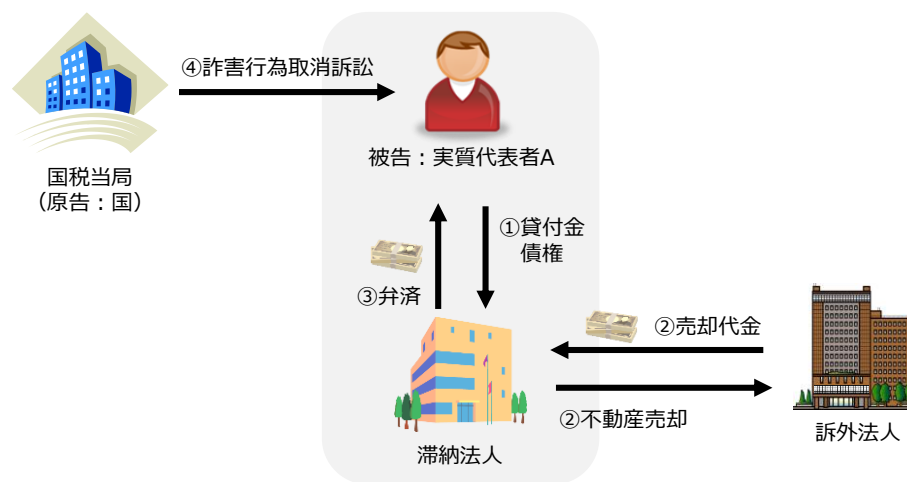 ④詐害行為取消訴訟
国税当局
（原告：国）
被告：実質代表者A
①貸付金
債権
③弁済
②売却代金
②不動産売却
滞納法人
訴外法人